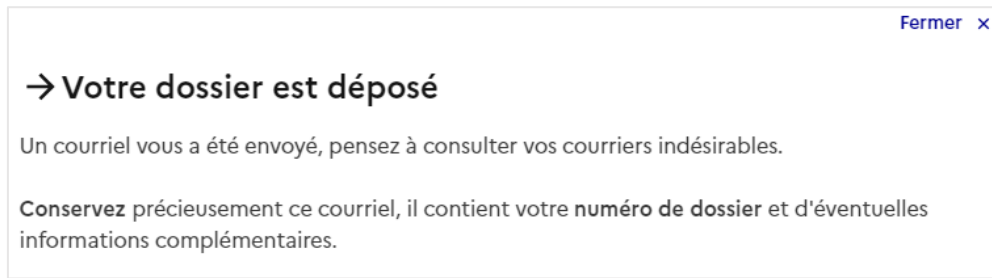 Fermer ×
→ Votre dossier est déposé
Un courriel vous a été envoyé, pensez à consulter vos courriers indésirables.
Conservez précieusement ce courriel, il contient votre numéro de dossier et d'éventuelles
informations complémentaires.